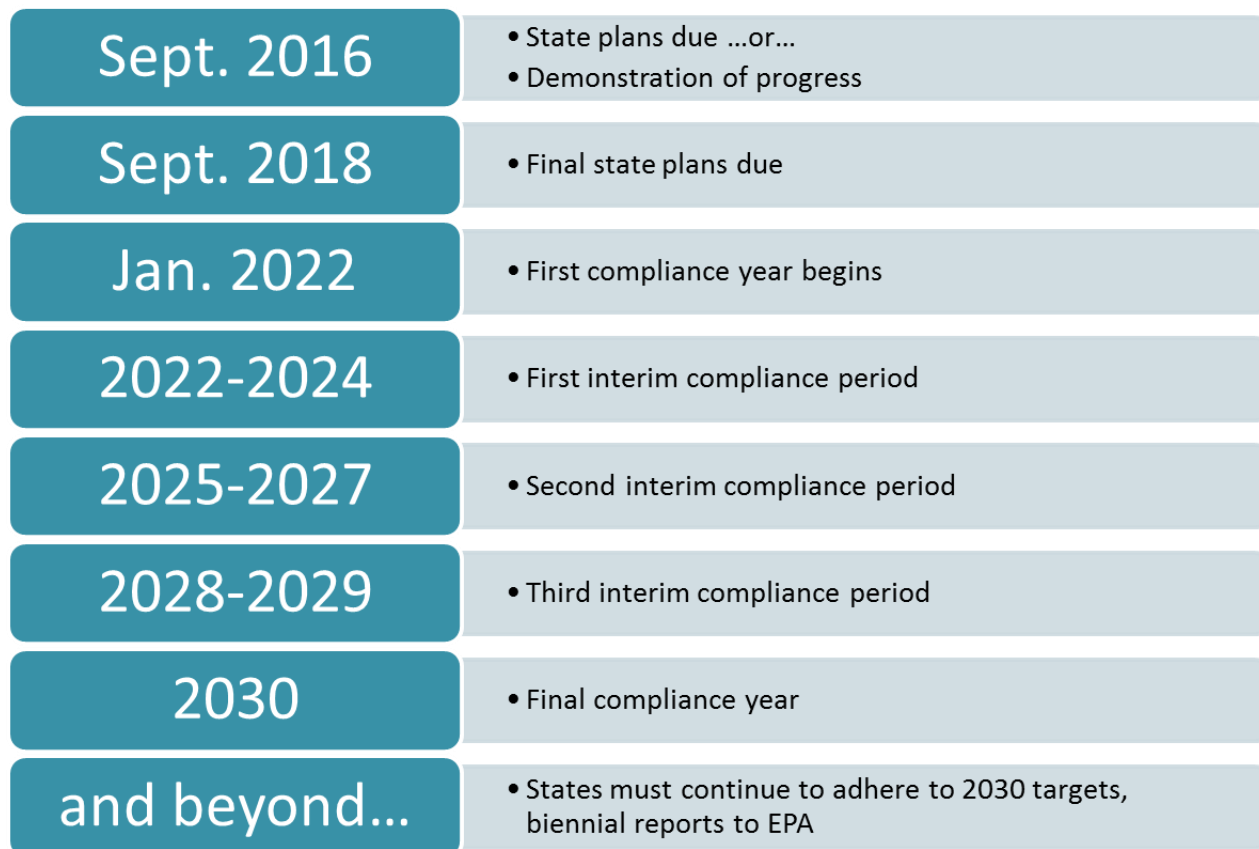 Sept. 2016
• State plans due …or…
• Demonstration of progress
Sept. 2018
• Final state plans due
Jan. 2022
• First compliance year begins
2022-2024
• First interim compliance period
2025-2027
• Second interim compliance period
2028-2029
• Third interim compliance period
2030
• Final compliance year
and beyond…
• States must continue to adhere to 2030 targets,
biennial reports to EPA